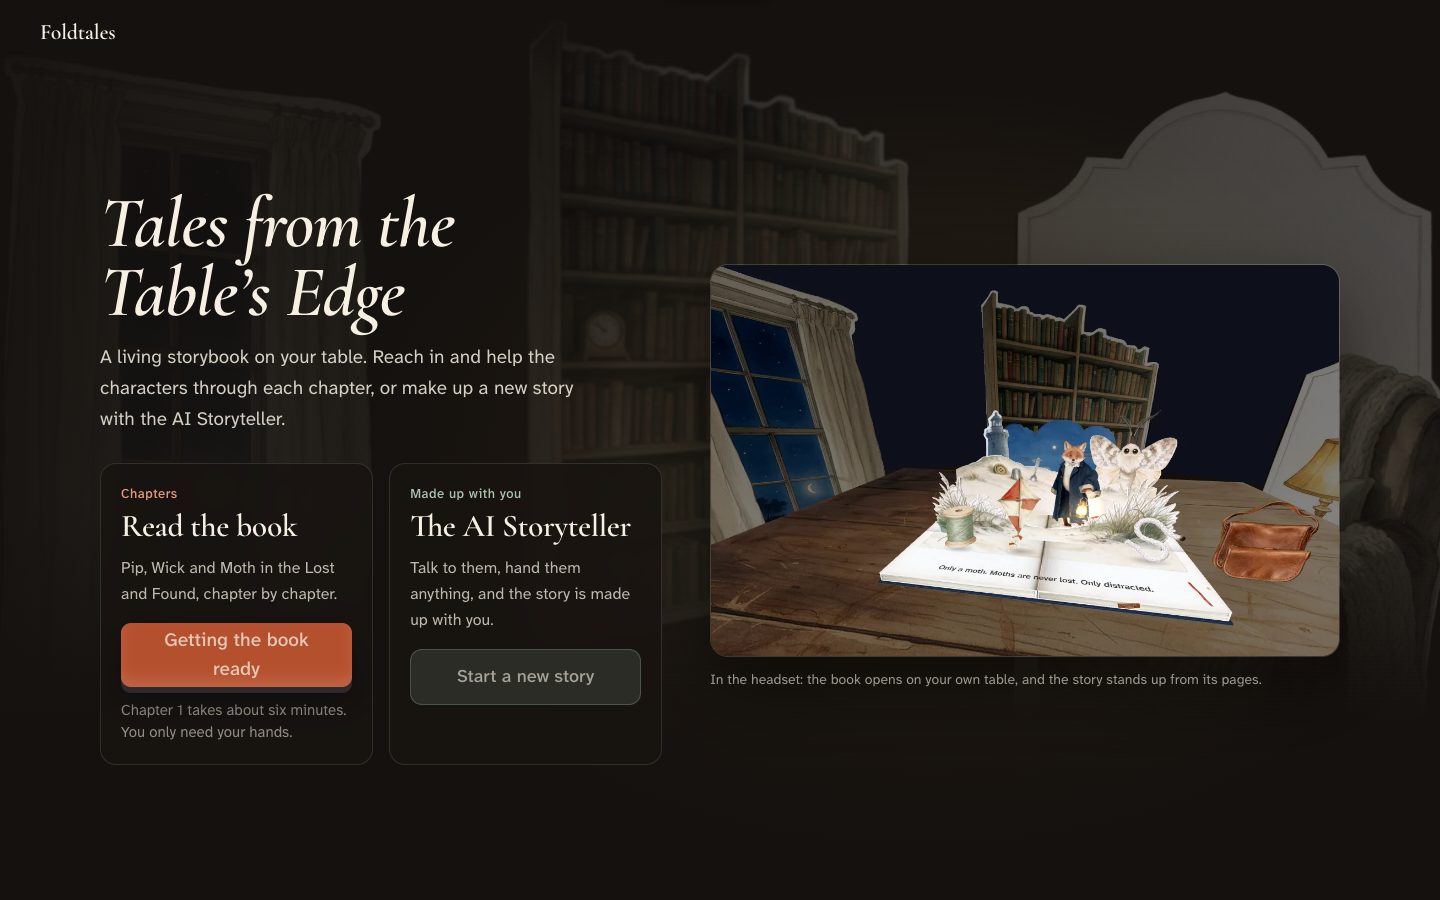 Foldtales
Tales from the
Table’s Edge
A living storybook on your table. Reach in and help the
characters through each chapter, or make up a new story
with the AI Storyteller.
Chapters
Read the book
Pip, Wick and Moth in the Lost
and Found, chapter by chapter.
Getting the book
ready
Chapter 1 takes about six minutes.
You only need your hands.
Made up with you
The AI Storyteller
Talk to them, hand them
anything, and the story is made
up with you.
Start a new story
Only a moth. Moths are never lost. Only distracted.
In the headset: the book opens on your own table, and the story stands up from its pages.